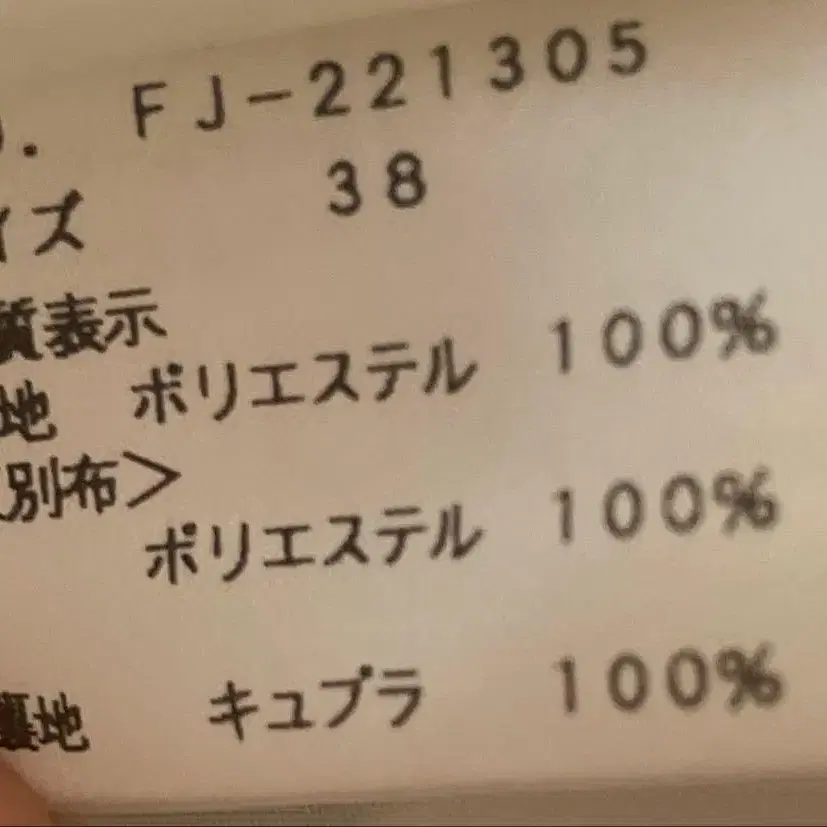 . FJ-221305
38
イズ
質表示
地 ポリエステル 100%
別布＞
ポリエステル 100%
裏地 キュプラ 100%